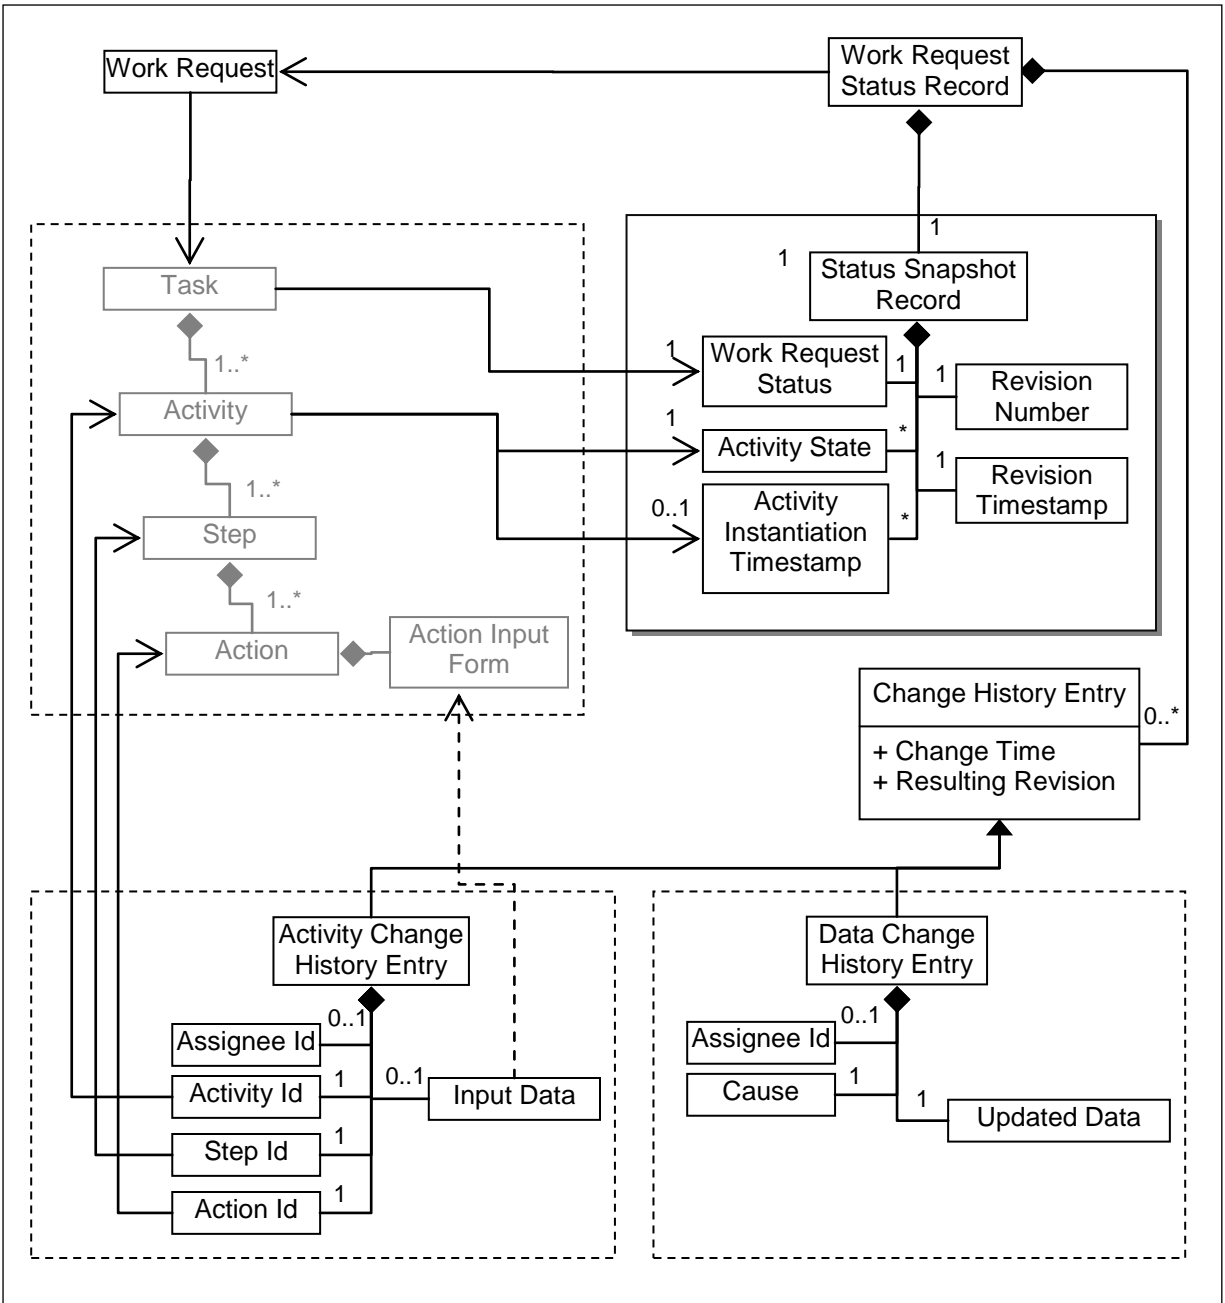 Work Request
Work Request
Status Record
1
1
Status Snapshot
Record
Task
1..*
1
Work Request
Status
1
1
Revision
Number
Activity
1
Activity State
*
1
Revision
Timestamp
1..*
0..1
Activity
Instantiation
Timestamp
*
Step
1..*
Action
Action Input
Form
Change History Entry
0..*
+ Change Time
+ Resulting Revision
Activity Change
History Entry
0..1
Assignee Id
Activity Id
1
0..1
Input Data
Step Id
1
Action Id
1
Data Change
History Entry
0..1
Assignee Id
Cause
1
1
Updated Data